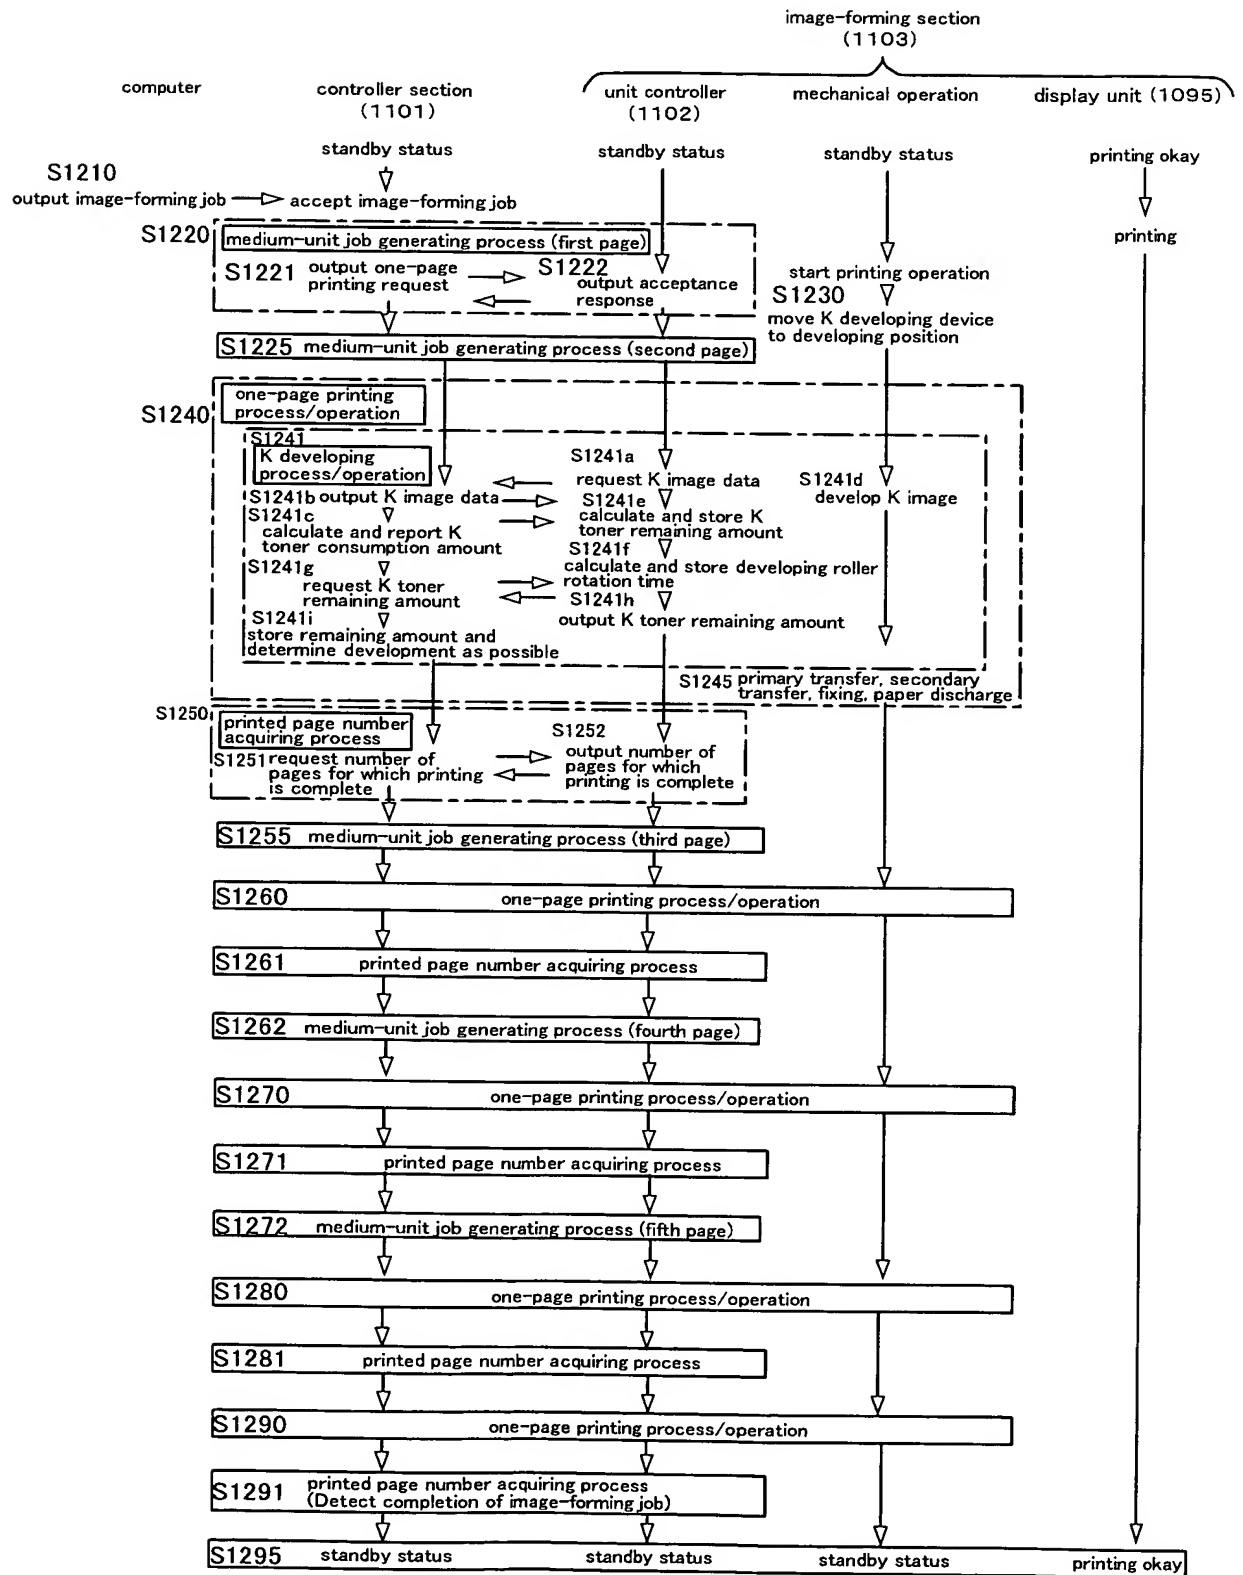 image-forming section
(1103)
computer
controller section
(1101)
unit controller
(1102)
mechanical operation
display unit (1095)
standby status
standby status
standby status
printing okay
S1210
output image-forming job
accept image-forming job
printing
S1220
medium-unit job generating process (first page)
S1221
output one-page
printing request
S1222
output acceptance
response
start printing operation
S1230
move K developing device
to developing position
S1225 medium-unit job generating process (second page)
S1240
one-page printing
process/operation
S1241
K developing
process/operation
S1241a
request K image data
S1241d
develop K image
S1241b output K image data
S1241e
calculate and store K
toner remaining amount
S1241c
calculate and report K
toner consumption amount
S1241f
calculate and store developing roller
rotation time
S1241g
request K toner
remaining amount
S1241h
output K toner remaining amount
S1241i
store remaining amount and
determine development as possible
S1245 primary transfer, secondary
transfer, fixing, paper discharge
S1250
printed page number
acquiring process
S1251 request number of
pages for which printing
is complete
S1252
output number of
pages for which
printing is complete
S1255 medium-unit job generating process (third page)
S1260 one-page printing process/operation
S1261 printed page number acquiring process
S1262 medium-unit job generating process (fourth page)
S1270 one-page printing process/operation
S1271 printed page number acquiring process
S1272 medium-unit job generating process (fifth page)
S1280 one-page printing process/operation
S1281 printed page number acquiring process
S1290 one-page printing process/operation
S1291 printed page number acquiring process
(Detect completion of image-forming job)
S1295 standby status standby status standby status printing okay